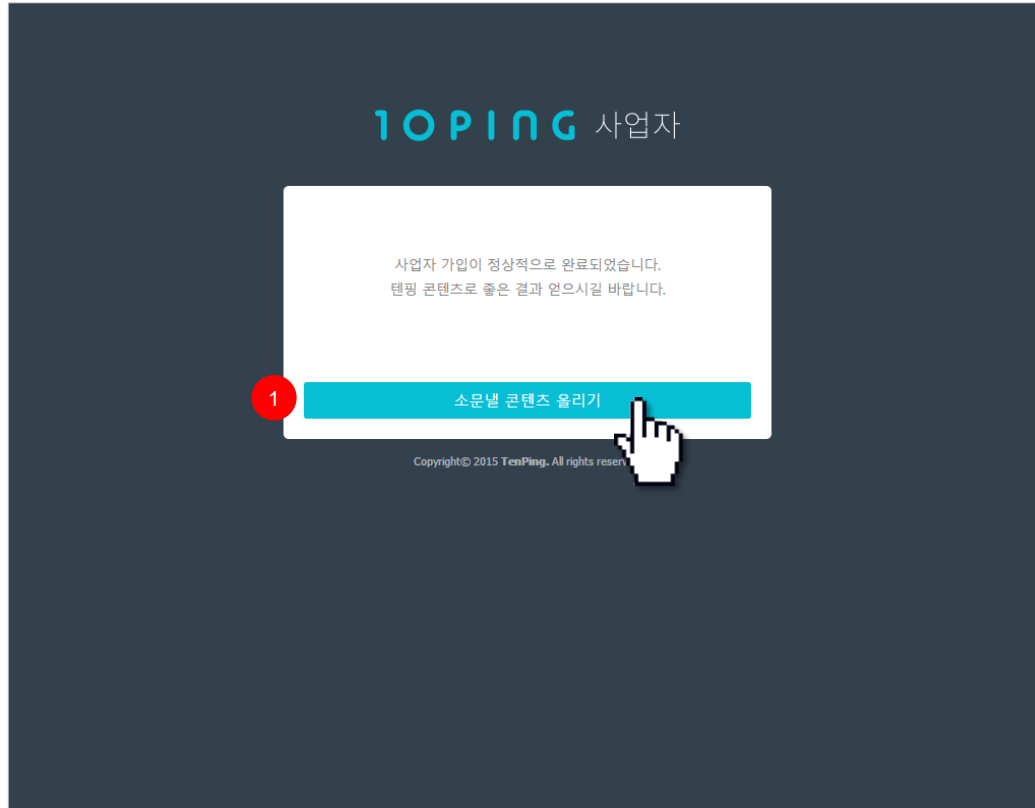 10PING 사업자
사업자 가입이 정상적으로 완료되었습니다.
텐핑 콘텐츠로 좋은 결과 얻으시길 바랍니다.
1
소문낼 콘텐츠 올리기
Copyright© 2015 TenPing. All rights